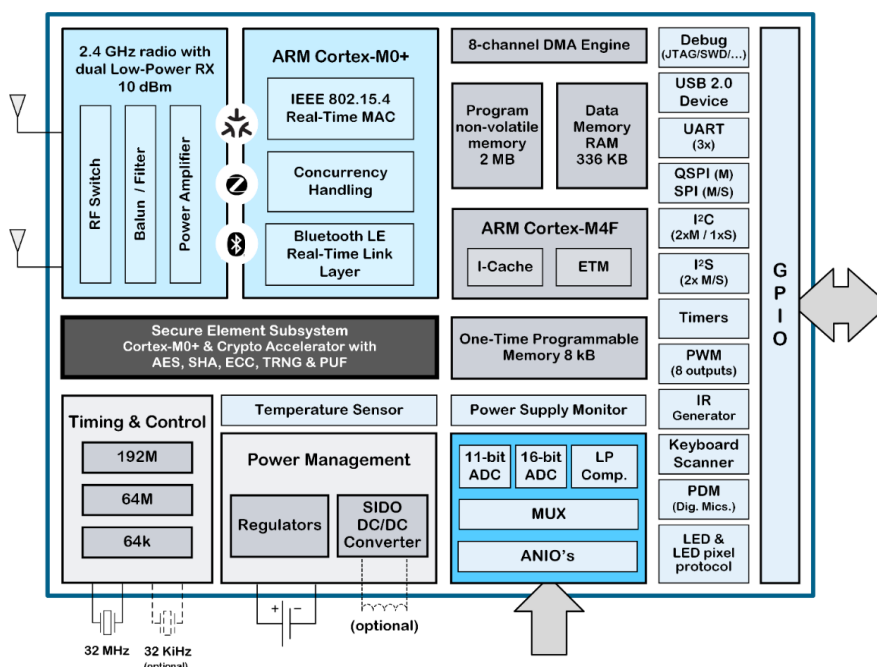 2.4 GHz radio with
dual Low-Power RX
10 dBm
RF Switch
Balun / Filter
Power Amplifier
ARM Cortex-M0+
IEEE 802.15.4
Real-Time MAC
Concurrency
Handling
Bluetooth LE
Real-Time Link
Layer
8-channel DMA Engine
Program
non-volatile
memory
2 MB
Data
Memory
RAM
336 KB
ARM Cortex-M4F
I-Cache
ETM
Secure Element Subsystem
Cortex-M0+ & Crypto Accelerator with
AES, SHA, ECC, TRNG & PUF
One-Time Programmable
Memory 8 kB
Timing & Control
192M
64M
64k
Temperature Sensor
Power Management
Regulators
SIDO
DC/DC
Converter
Power Supply Monitor
11-bit
ADC
16-bit
ADC
LP
Comp.
MUX
ANIO's
Debug
(JTAG/SWD/...)
USB 2.0
Device
UART
(3x)
QSPI (M)
SPI (M/S)
I²C
(2xM / 1xS)
I²S
(2x M/S)
Timers
PWM
(8 outputs)
IR
Generator
Keyboard
Scanner
PDM
(Dig. Mics.)
LED &
LED pixel
protocol
GPIO
32 MHz
32 KiHz
(optional)
+ −
(optional)